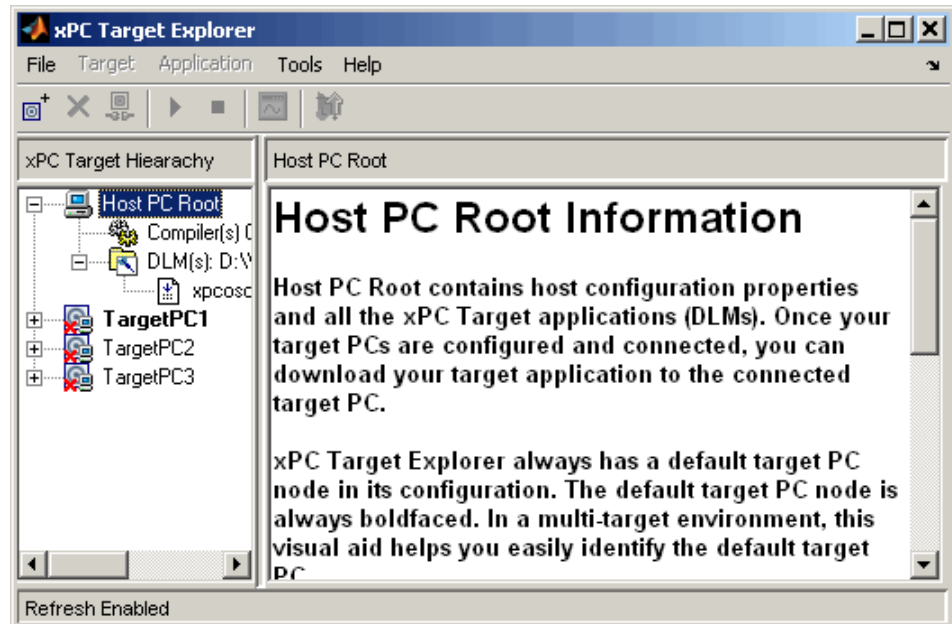 xPC Target Explorer
File Target Application Tools Help
xPC Target Hiearachy
Host PC Root
Host PC Root
Compiler(s)
DLM(s): D:\
xpcosc
TargetPC1
TargetPC2
TargetPC3
Host PC Root Information
Host PC Root contains host configuration properties
and all the xPC Target applications (DLMs). Once your
target PCs are configured and connected, you can
download your target application to the connected
target PC.
xPC Target Explorer always has a default target PC
node in its configuration. The default target PC node is
always boldfaced. In a multi-target environment, this
visual aid helps you easily identify the default target
PC
Refresh Enabled